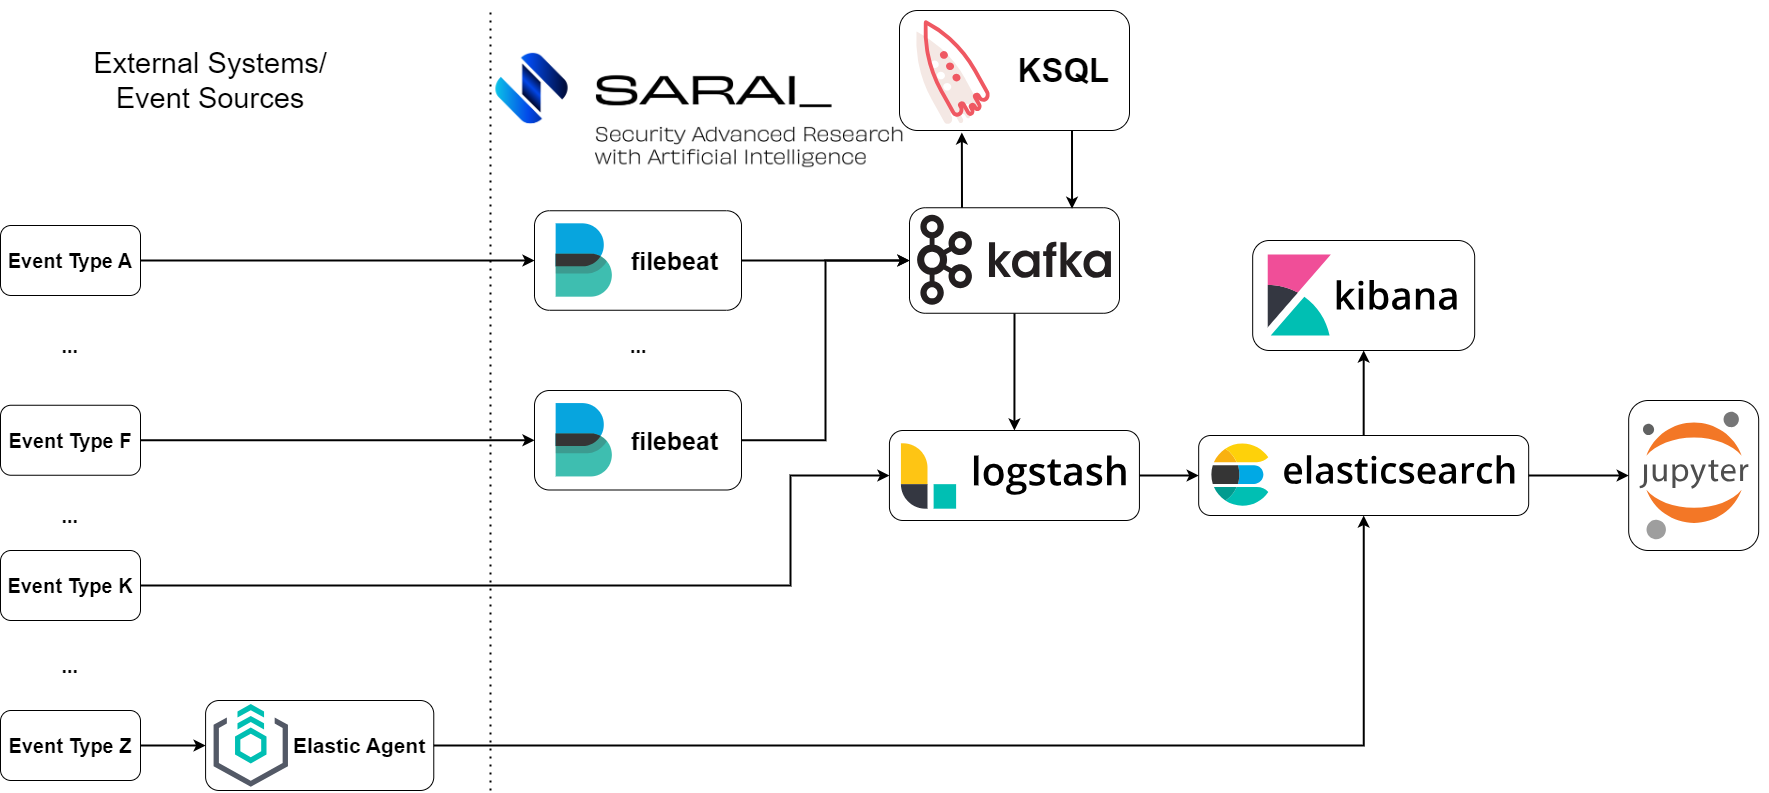 External Systems/
Event Sources
SARAI_
Security Advanced Research
with Artificial Intelligence
KSQL
Event Type A
filebeat
kafka
...
...
kibana
Event Type F
filebeat
logstash
elasticsearch
jupyter
...
Event Type K
...
Event Type Z
Elastic Agent